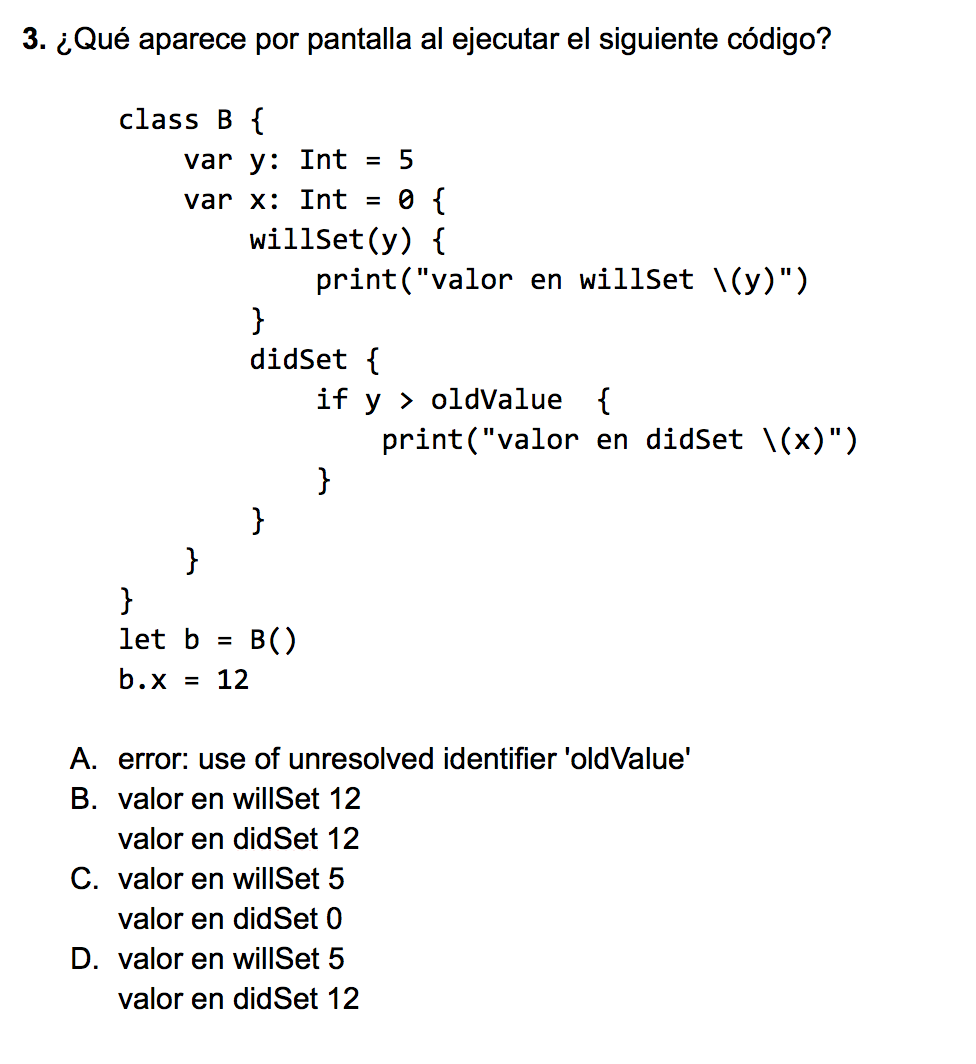 3. ¿Qué aparece por pantalla al ejecutar el siguiente código?
class B {
    var y: Int = 5
    var x: Int = 0 {
        willSet(y) {
            print("valor en willSet \(y)")
        }
        didSet {
            if y > oldValue  {
                print("valor en didSet \(x)")
            }
        }
    }
}
let b = B()
b.x = 12
A. error: use of unresolved identifier 'oldValue'
B. valor en willSet 12
valor en didSet 12
C. valor en willSet 5
valor en didSet 0
D. valor en willSet 5
valor en didSet 12